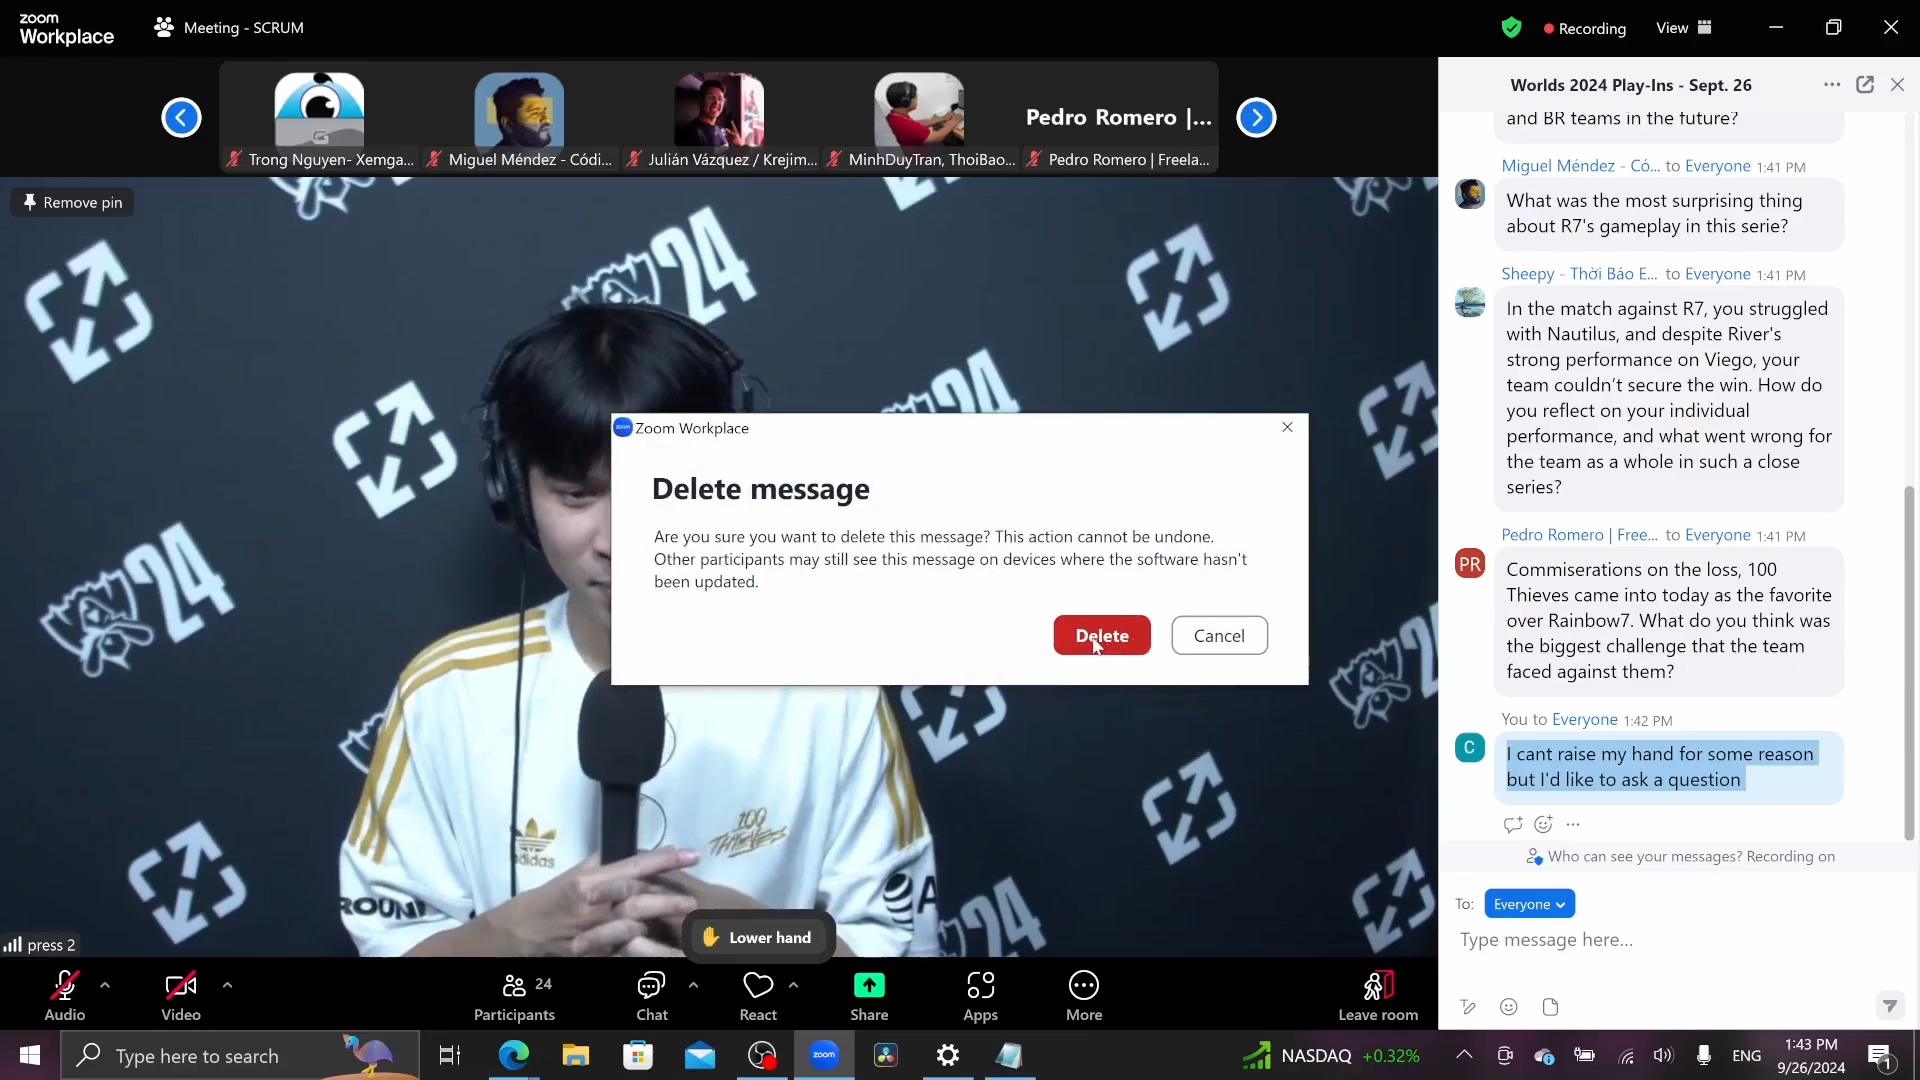 zoom
Workplace
Meeting - SCRUM
Recording
View
Trong Nguyen- Xemga...
Miguel Méndez - Códi...
Julián Vázquez / Krejim...
MinhDuyTran, ThoiBao...
Pedro Romero |...
Pedro Romero | Freela...
Remove pin
24
24
24
24
24
zoom Zoom Workplace
Delete message
Are you sure you want to delete this message? This action cannot be undone.
Other participants may still see this message on devices where the software hasn't
been updated.
Delete
Cancel
adidas
100
THIEVES
Lower hand
press 2
Worlds 2024 Play-Ins - Sept. 26
and BR teams in the future?
Miguel Méndez - Có... to Everyone 1:41 PM
What was the most surprising thing
about R7's gameplay in this serie?
Sheepy - Thời Báo E... to Everyone 1:41 PM
In the match against R7, you struggled
with Nautilus, and despite River's
strong performance on Viego, your
team couldn’t secure the win. How do
you reflect on your individual
performance, and what went wrong for
the team as a whole in such a close
series?
Pedro Romero | Free... to Everyone 1:41 PM
PR
Commiserations on the loss, 100
Thieves came into today as the favorite
over Rainbow7. What do you think was
the biggest challenge that the team
faced against them?
You to Everyone 1:42 PM
C
I cant raise my hand for some reason
but I'd like to ask a question
Who can see your messages? Recording on
To: Everyone
Type message here...
Audio
Video
Participants
24
Chat
React
Share
Apps
More
Leave room
Type here to search
zoom
NASDAQ +0.32%
ENG
1:43 PM
9/26/2024
1